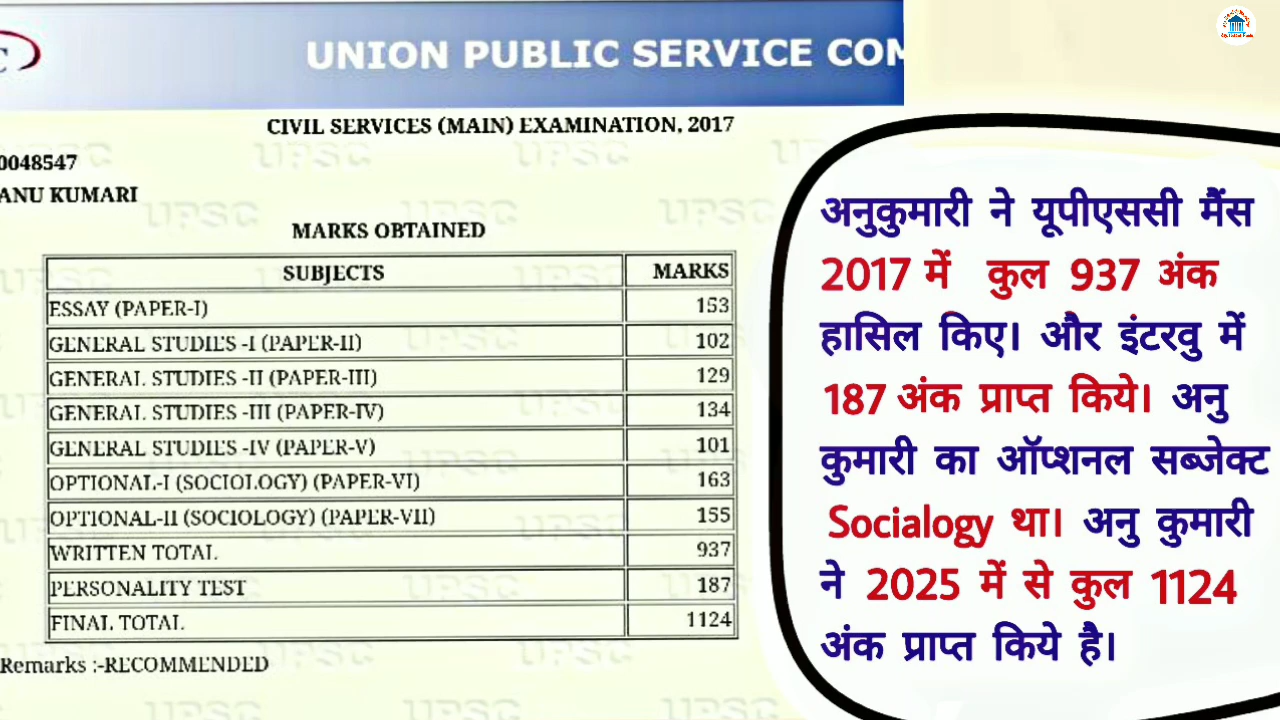 UNION PUBLIC SERVICE COM
CIVIL SERVICES (MAIN) EXAMINATION, 2017
0048547
ANU KUMARI
MARKS OBTAINED
SUBJECTS MARKS
ESSAY (PAPER-I) 153
GENERAL STUDIES -I (PAPER-II) 102
GENERAL STUDIES -II (PAPER-III) 129
GENERAL STUDIES -III (PAPER-IV) 134
GENERAL STUDIES -IV (PAPER-V) 101
OPTIONAL-I (SOCIOLOGY) (PAPER-VI) 163
OPTIONAL-II (SOCIOLOGY) (PAPER-VII) 155
WRITTEN TOTAL 937
PERSONALITY TEST 187
FINAL TOTAL 1124
Remarks :-RECOMMENDED
अनुकुमारी ने यूपीएससी मैंस
2017 में कुल 937 अंक
हासिल किए। और इंटरवु में
187 अंक प्राप्त किये। अनु
कुमारी का ऑप्शनल सब्जेक्ट
Socialogy था। अनु कुमारी
ने 2025 में से कुल 1124
अंक प्राप्त किये है।